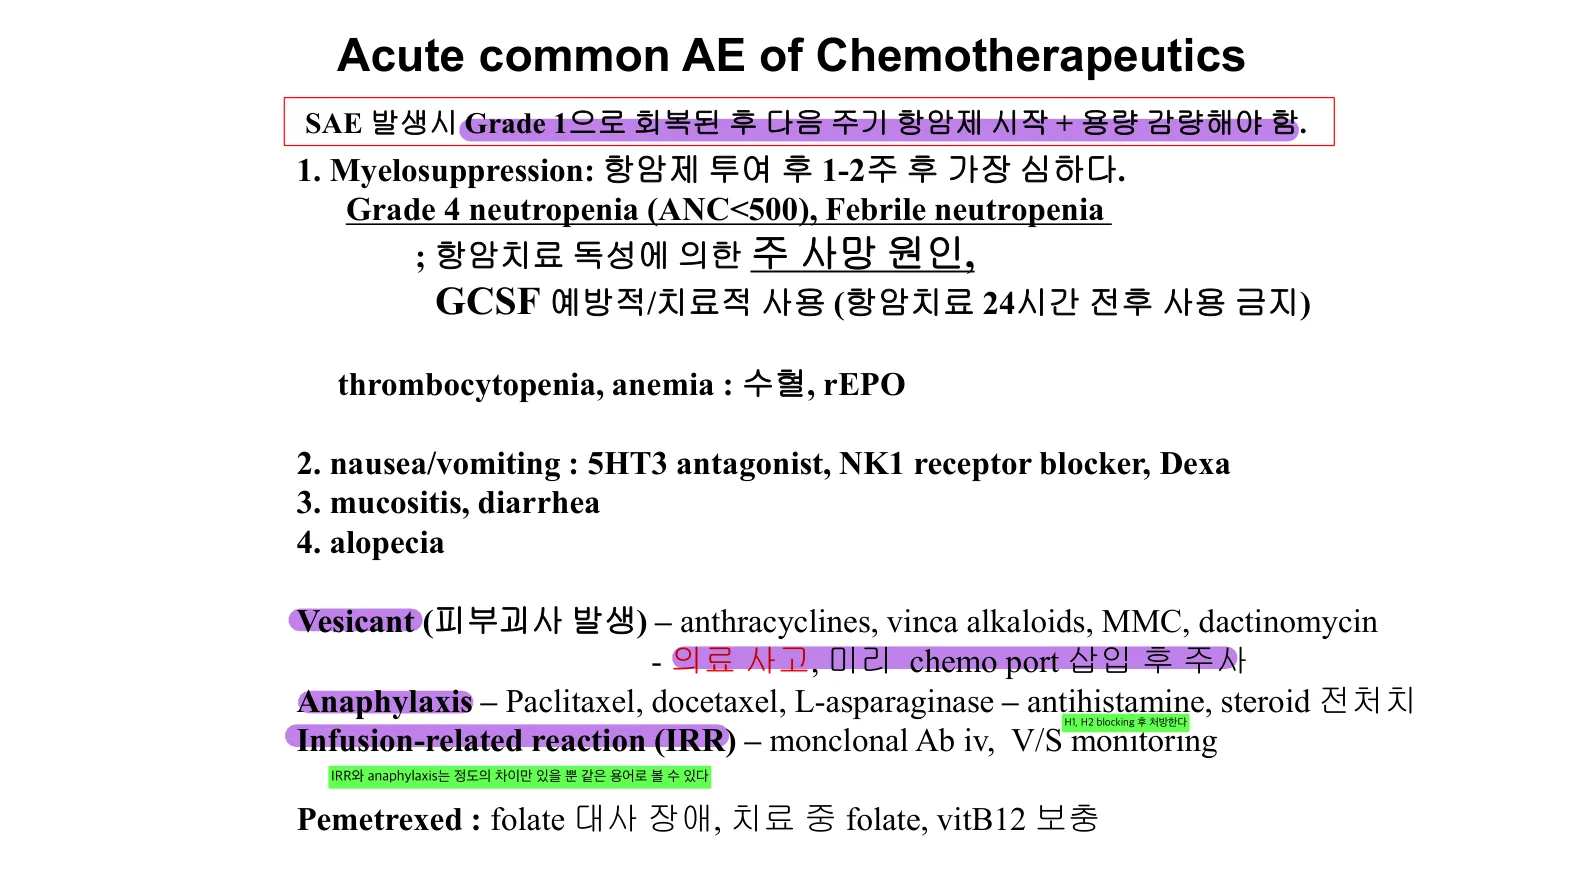 Acute common AE of Chemotherapeutics
SAE 발생시 Grade 1으로 회복된 후 다음 주기 항암제 시작 + 용량 감량해야 함.
1. Myelosuppression: 항암제 투여 후 1-2주 후 가장 심하다.
Grade 4 neutropenia (ANC<500), Febrile neutropenia
; 항암치료 독성에 의한 주 사망 원인,
GCSF 예방적/치료적 사용 (항암치료 24시간 전후 사용 금지)
thrombocytopenia, anemia : 수혈, rEPO
2. nausea/vomiting : 5HT3 antagonist, NK1 receptor blocker, Dexa
3. mucositis, diarrhea
4. alopecia
Vesicant (피부괴사 발생) – anthracyclines, vinca alkaloids, MMC, dactinomycin
- 의료 사고, 미리 chemo port 삽입 후 주사
Anaphylaxis – Paclitaxel, docetaxel, L-asparaginase – antihistamine, steroid 전처치
H1, H2 blocking 후 처방한다
Infusion-related reaction (IRR) – monclonal Ab iv, V/S monitoring
IRR와 anaphylaxis는 정도의 차이만 있을 뿐 같은 용어로 볼 수 있다
Pemetrexed : folate 대사 장애, 치료 중 folate, vitB12 보충